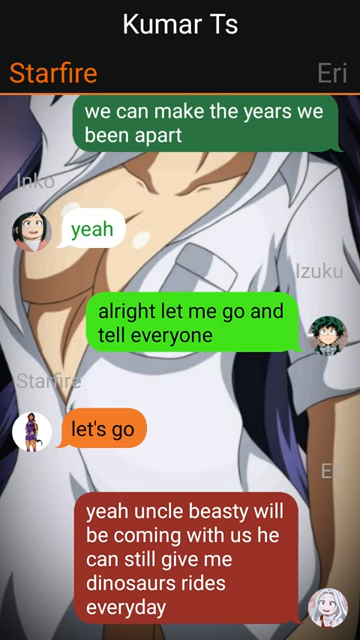 Kumar Ts
Starfire
Eri
we can make the years we
been apart
Inko
yeah
Izuku
alright let me go and
tell everyone
Starfire
let's go
yeah uncle beasty will
be coming with us he
can still give me
dinosaurs rides
everyday